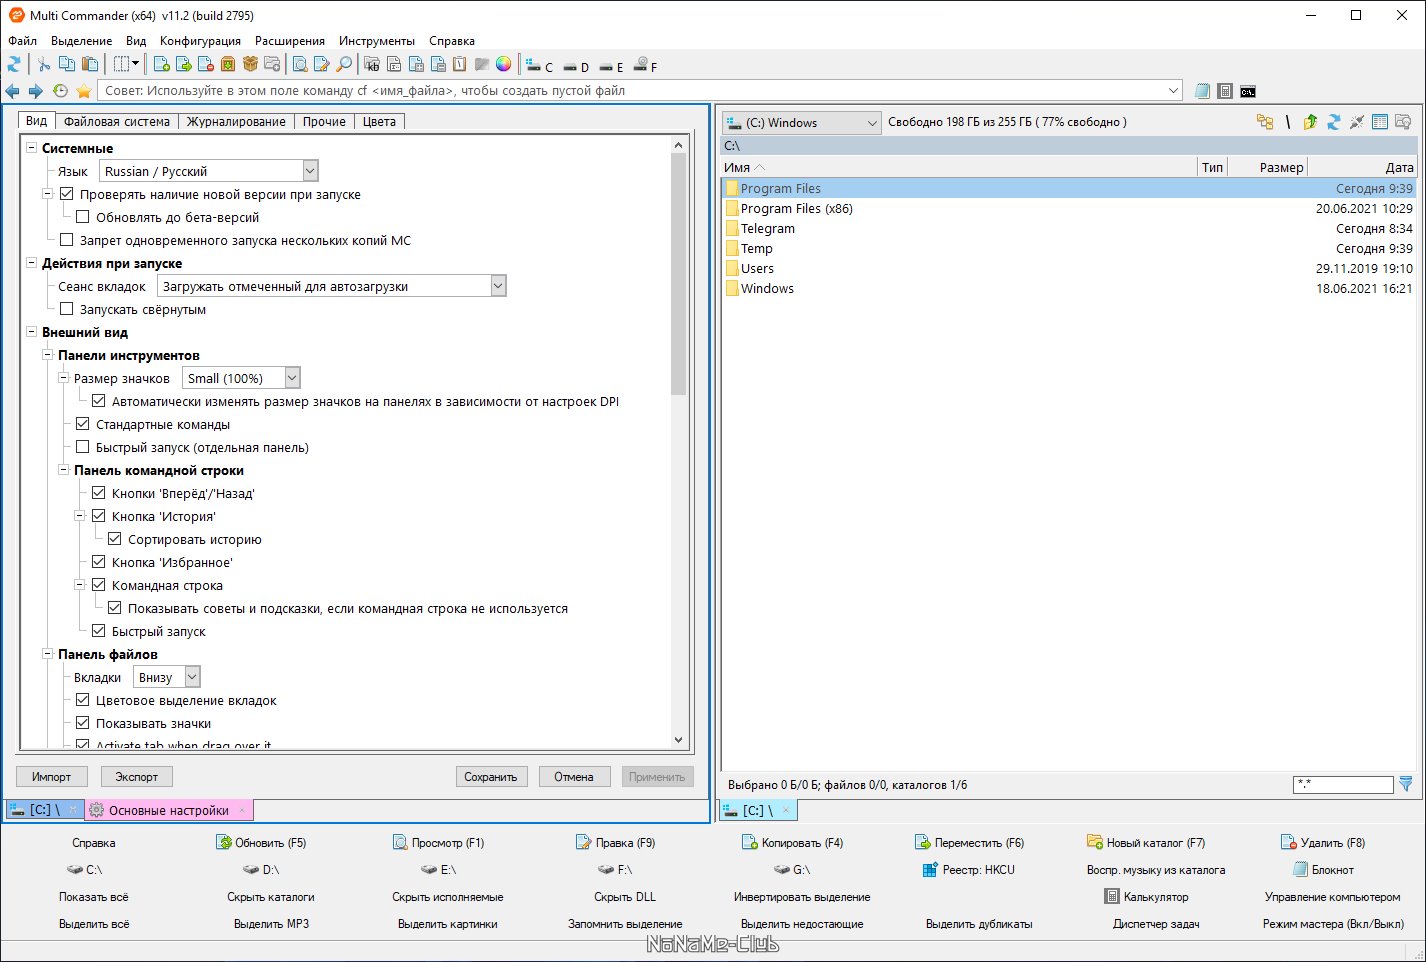 Multi Commander (x64)  v11.2 (build 2795)
Файл Выделение Вид Конфигурация Расширения Инструменты Справка
kb C D E F
Совет: Используйте в этом поле команду cf <имя_файла>, чтобы создать пустой файл C:\.
Вид Файловая система Журналирование Прочие Цвета
Системные
Язык Russian / Русский
Проверять наличие новой версии при запуске
Обновлять до бета-версий
Запрет одновременного запуска нескольких копий MC
Действия при запуске
Сеанс вкладок Загружать отмеченный для автозагрузки
Запускать свёрнутым
Внешний вид
Панели инструментов
Размер значков Small (100%)
Автоматически изменять размер значков на панелях в зависимости от настроек DPI
Стандартные команды
Быстрый запуск (отдельная панель)
Панель командной строки
Кнопки 'Вперёд'/'Назад'
Кнопка 'История'
Сортировать историю
Кнопка 'Избранное'
Командная строка
Показывать советы и подсказки, если командная строка не используется
Быстрый запуск
Панель файлов
Вкладки Внизу
Цветовое выделение вкладок
Показывать значки
Activate tab when drag over it
Импорт Экспорт Сохранить Отмена Применить
[C:] \ Основные настройки
(C:) Windows Свободно 198 ГБ из 255 ГБ ( 77% свободно ) \
C:\
Имя Тип Размер Дата
Program Files Сегодня 9:39
Program Files (x86) 20.06.2021 10:29
Telegram Сегодня 8:34
Temp Сегодня 9:39
Users 29.11.2019 19:10
Windows 18.06.2021 16:21
Выбрано 0 Б/0 Б; файлов 0/0, каталогов 1/6 *.*
[C:] \
Справка Обновить (F5) Просмотр (F1) Правка (F9) Копировать (F4) Переместить (F6) Новый каталог (F7) Удалить (F8)
C:\ D:\ E:\ F:\ G:\ Реестр: HKCU Воспр. музыку из каталога Блокнот
Показать всё Скрыть каталоги Скрыть исполняемые Скрыть DLL Инвертировать выделение Калькулятор Управление компьютером
Выделить всё Выделить MP3 Выделить картинки Запомнить выделение Выделить недостающие Выделить дубликаты Диспетчер задач Режим мастера (Вкл/Выкл)
NoNaMe-Club